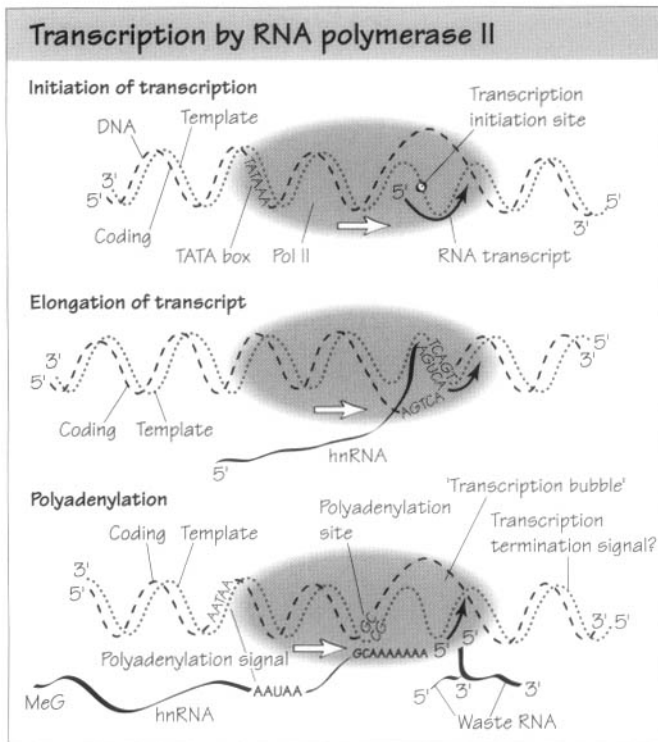 Transcription by RNA polymerase II
Initiation of transcription
Transcription
initiation site
DNA
Template
TATAAA
3'
5'
5'
5'
3'
Coding
TATA box
Pol II
RNA transcript
Elongation of transcript
3'
5'
TCAGT
AGUCA
AGTCA
5'
3'
Coding
Template
hnRNA
5'
Polyadenylation
Polyadenylation
site
'Transcription bubble'
Transcription
termination signal?
Coding
Template
3'
5'
AATAA
3'
5'
Polyadenylation signal
GCAAAAAAA
5'
5'
MeG
hnRNA
AAUAA
5'
3'
3'
Waste RNA